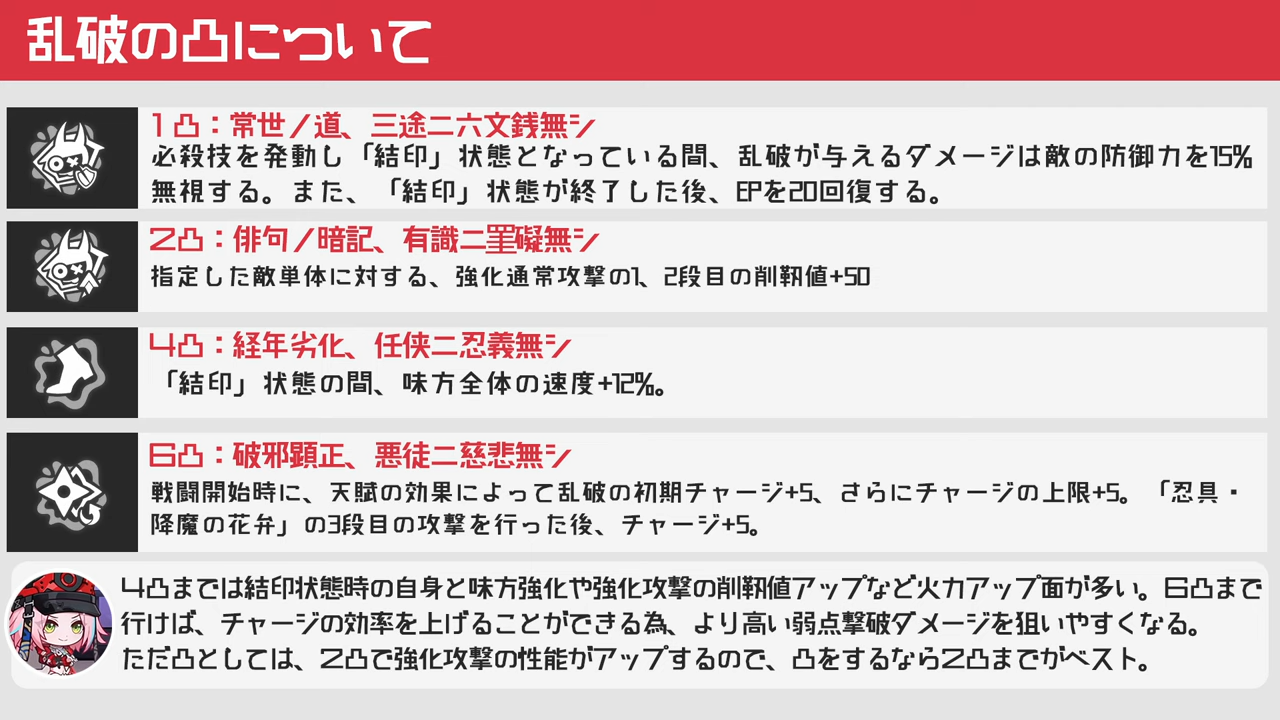 乱破の凸について
1凸：常世ノ道、三途ニ六文銭無シ
必殺技を発動し「結印」状態となっている間、乱破が与えるダメージは敵の防御力を15%
無視する。また、「結印」状態が終了した後、EPを20回復する。
2凸：俳句ノ暗記、有識ニ罣礙無シ
指定した敵単体に対する、強化通常攻撃の1、2段目の削靭値+50
4凸：経年劣化、任侠ニ忍義無シ
「結印」状態の間、味方全体の速度+12%。
6凸：破邪顕正、悪徒ニ慈悲無シ
戦闘開始時に、天賦の効果によって乱破の初期チャージ+5、さらにチャージの上限+5。「忍具・
降魔の花弁」の3段目の攻撃を行った後、チャージ+5。
4凸までは結印状態時の自身と味方強化や強化攻撃の削靭値アップなど火力アップ面が多い。6凸まで
行けば、チャージの効率を上げることができる為、より高い弱点撃破ダメージを狙いやすくなる。
ただ凸としては、2凸で強化攻撃の性能がアップするので、凸をするなら2凸までがベスト。